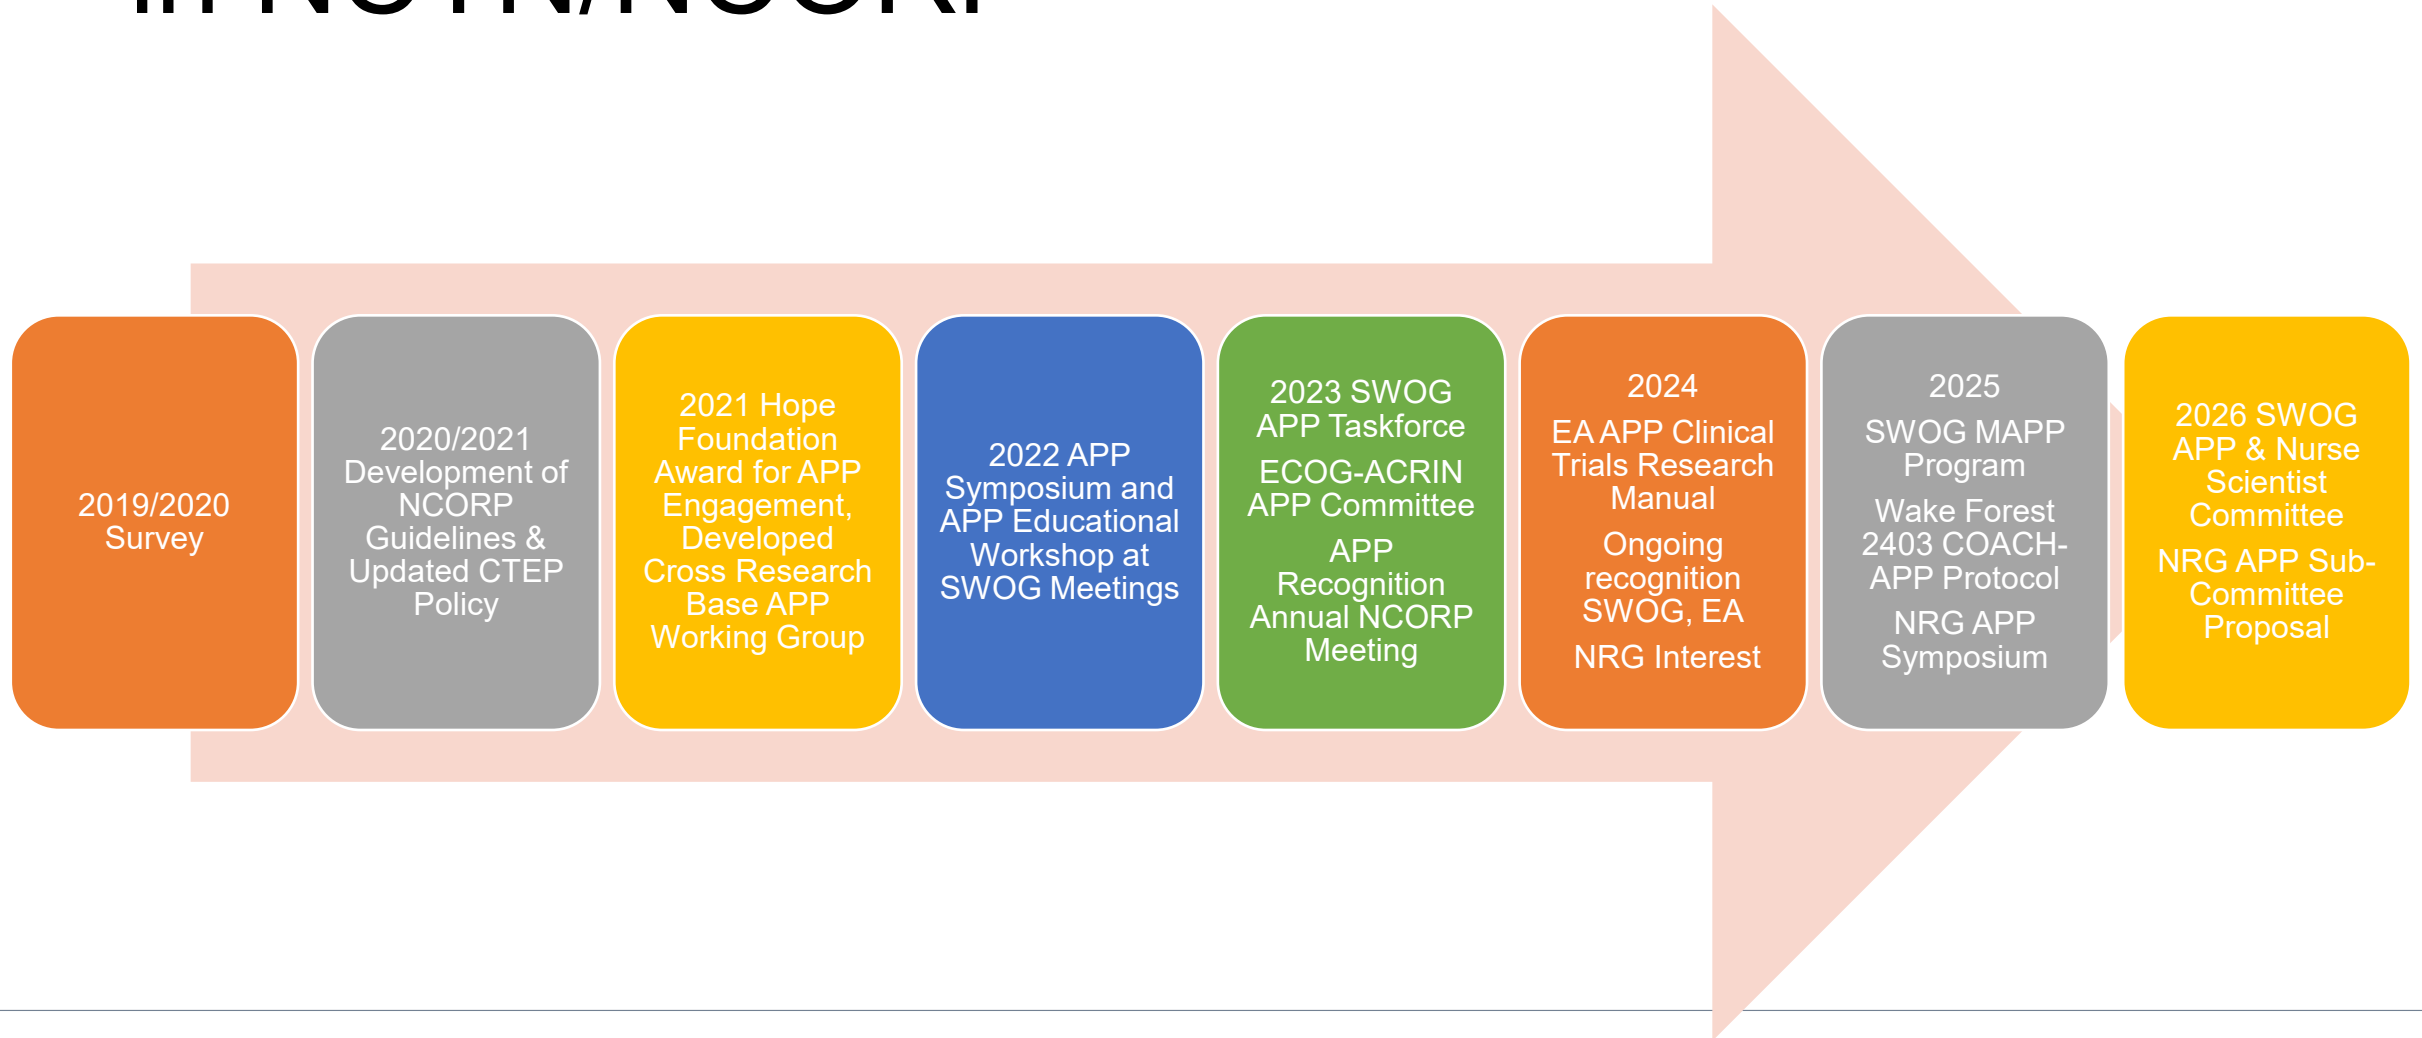 in NCTN/NCORP
2019/2020
Survey
2020/2021
Development of
NCORP
Guidelines &
Updated CTEP
Policy
2021 Hope
Foundation
Award for APP
Engagement,
Developed
Cross Research
Base APP
Working Group
2022 APP
Symposium and
APP Educational
Workshop at
SWOG Meetings
2023 SWOG
APP Taskforce
ECOG-ACRIN
APP Committee
APP
Recognition
Annual NCORP
Meeting
2024
EA APP Clinical
Trials Research
Manual
Ongoing
recognition
SWOG, EA
NRG Interest
2025
SWOG MAPP
Program
Wake Forest
2403 COACH-
APP Protocol
NRG APP
Symposium
2026 SWOG
APP & Nurse
Scientist
Committee
NRG APP Sub-
Committee
Proposal